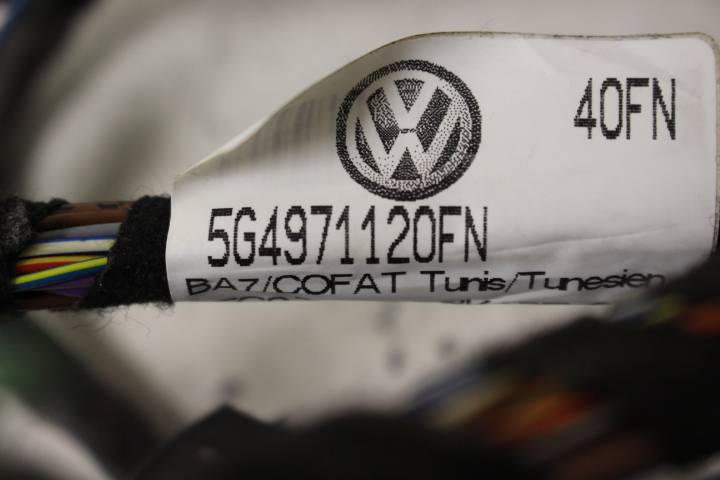 40FN
5G4971120FN
BA7/COFAT Tunis/Tunesien